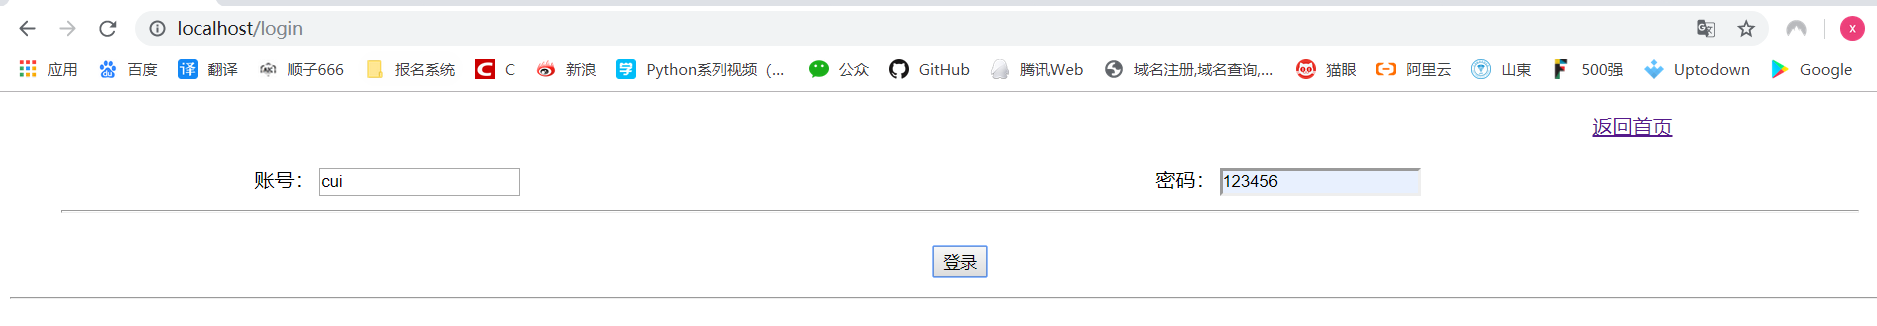 localhost/login
X
应用 百度 翻译 顺子666 报名系统 C 新浪 Python系列视频（... 公众 GitHub 腾讯Web 域名注册,域名查询,... 猫眼 阿里云 山東 500强 Uptodown Google
返回首页
账号： cui 密码： 123456
登录